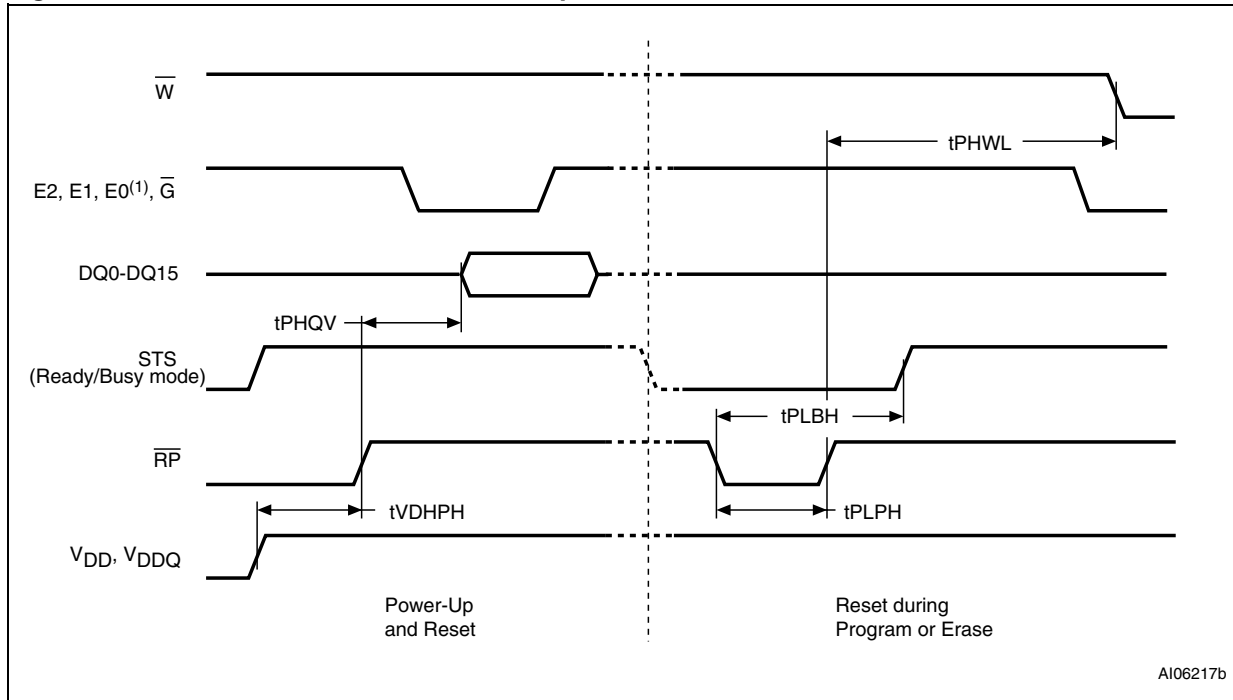 W
tPHWL
E2, E1, E0(1), G
DQ0-DQ15
tPHQV
STS
(Ready/Busy mode)
tPLBH
RP
tVDHPH
tPLPH
VDD, VDDQ
Power-Up
and Reset
Reset during
Program or Erase
AI06217b